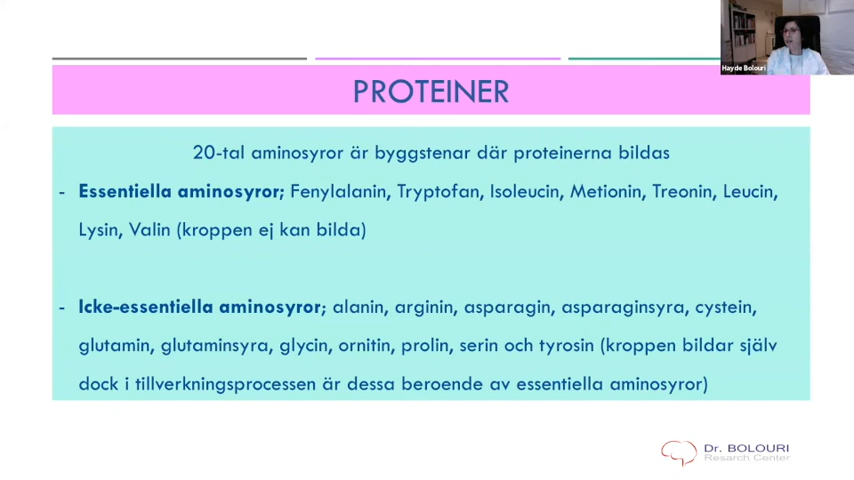 Hayde Bolouri
PROTEINER
20-tal aminosyror är byggstenar där proteinerna bildas
- Essentiella aminosyror; Fenylalanin, Tryptofan, Isoleucin, Metionin, Treonin, Leucin,
Lysin, Valin (kroppen ej kan bilda)
- Icke-essentiella aminosyror; alanin, arginin, asparagin, asparaginsyra, cystein,
glutamin, glutaminsyra, glycin, ornitin, prolin, serin och tyrosin (kroppen bildar själv
dock i tillverkningsprocessen är dessa beroende av essentiella aminosyror)
Dr. BOLOURI
Resarch Center